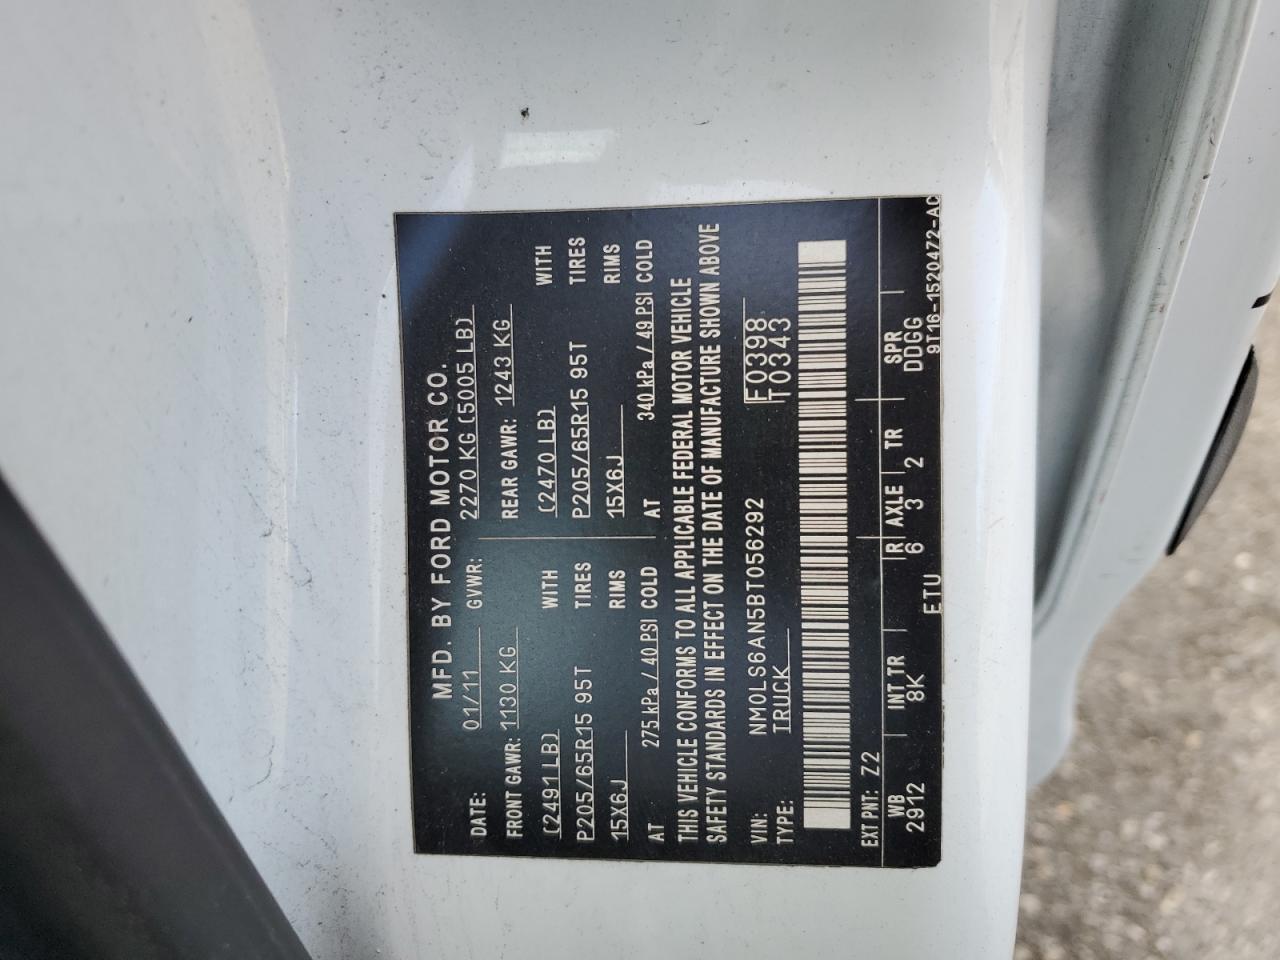 MFD. BY FORD MOTOR CO.
DATE: 01/11 GVWR: 2270 KG (5005 LB)
FRONT GAWR: 1130 KG REAR GAWR: 1243 KG
(2491 LB) WITH (2470 LB) WITH
P205/65R15 95T TIRES P205/65R15 95T TIRES
15X6J RIMS 15X6J RIMS
AT 275 kPa / 40 PSI COLD AT 340 kPa / 49 PSI COLD
THIS VEHICLE CONFORMS TO ALL APPLICABLE FEDERAL MOTOR VEHICLE
SAFETY STANDARDS IN EFFECT ON THE DATE OF MANUFACTURE SHOWN ABOVE
VIN: NM0LS6AN5BT056292 F0398
TYPE: TRUCK T0343
EXT PNT: Z2
WB INT TR R AXLE TR SPR
2912 8K 6 3 2 DDGG
ETU 9T16-1520472-AC